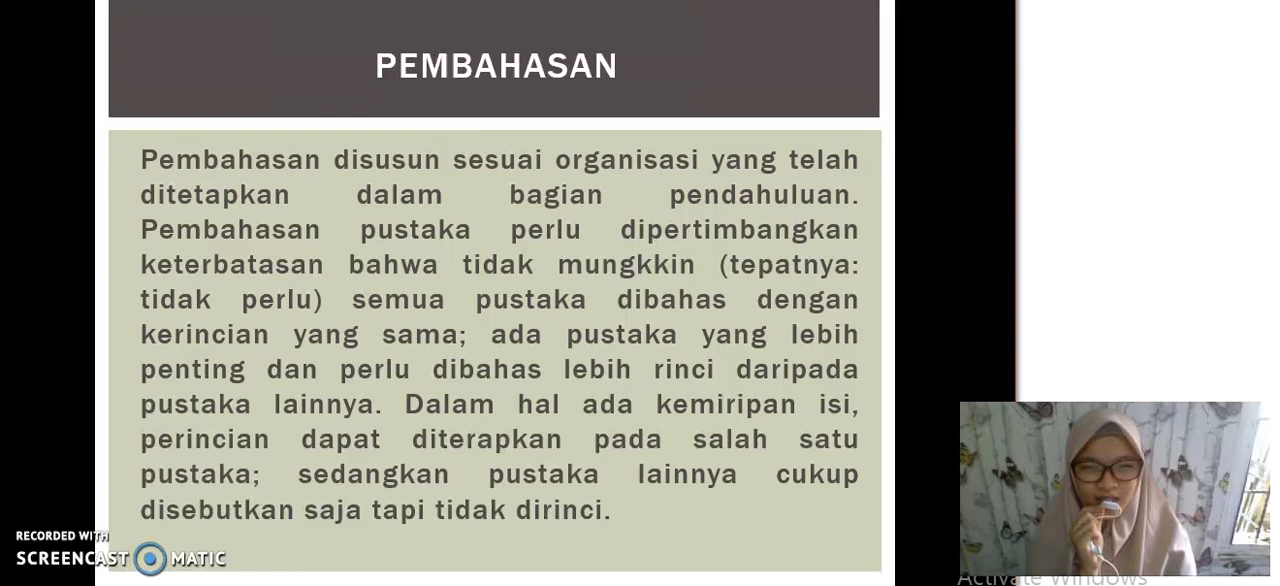 PEMBAHASAN
Pembahasan disusun sesuai organisasi yang telah
ditetapkan dalam bagian pendahuluan.
Pembahasan pustaka perlu dipertimbangkan
keterbatasan bahwa tidak mungkkin (tepatnya:
tidak perlu) semua pustaka dibahas dengan
kerincian yang sama; ada pustaka yang lebih
penting dan perlu dibahas lebih rinci daripada
pustaka lainnya. Dalam hal ada kemiripan isi,
perincian dapat diterapkan pada salah satu
pustaka; sedangkan pustaka lainnya cukup
disebutkan saja tapi tidak dirinci.
RECORDED WITH
SCREENCAST MATIC
Activate Windows